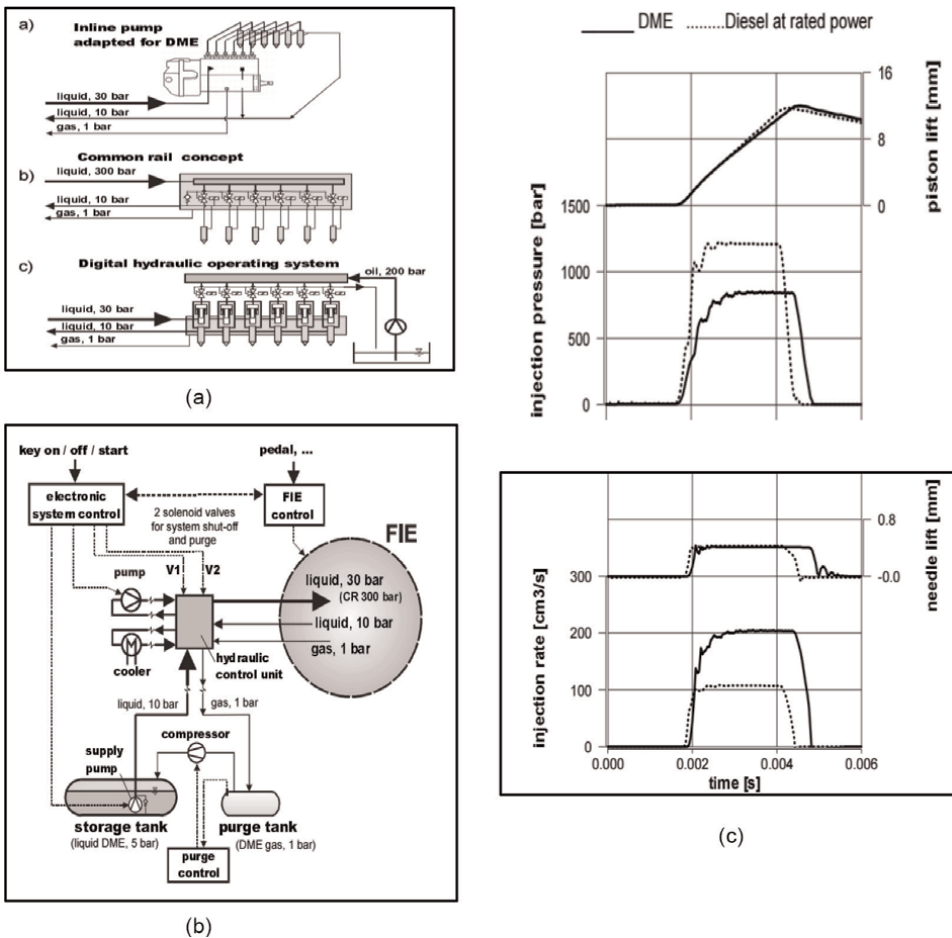 a)
Inline pump
adapted for DME
liquid, 30 bar
liquid, 10 bar
gas, 1 bar
Common rail concept
b)
liquid, 300 bar
liquid, 10 bar
gas, 1 bar
c)
Digital hydraulic operating system
oil, 200 bar
liquid, 30 bar
liquid, 10 bar
gas, 1 bar
(a)
key on / off / start
pedal, ...
electronic
system control
2 solenoid valves
for system shut-off
and purge
FIE
control
FIE
V1
V2
pump
liquid, 30 bar
(CR 300 bar)
liquid, 10 bar
gas, 1 bar
cooler
hydraulic
control unit
liquid, 10 bar
gas, 1 bar
compressor
supply
pump
storage tank
(liquid DME, 5 bar)
purge tank
(DME gas, 1 bar)
purge
control
(b)
DME
Diesel at rated power
16
12
8
4
0
piston lift [mm]
1500
1000
500
0
injection pressure [bar]
0.8
-0.0
needle lift [mm]
300
200
100
0
injection rate [cm3/s]
0.000
0.002
0.004
0.006
time [s]
(c)